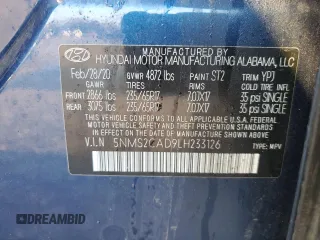 HYUNDAI MOTOR MANUFACTURING ALABAMA, LLC
Feb/28/20 GVWR 4872 lbs PAINT ST2 TRIM YPJ
GAWR TIRES RIMS COLD TIRE INFL
FRONT
2866 lbs 235/65R17 7.0JX17 35 psi SINGLE
REAR
3075 lbs 235/65R17 7.0JX17 35 psi SINGLE
THIS VEHICLE CONFORMS TO ALL APPLICABLE
U.S. FEDERAL MOTOR VEHICLE SAFETY AND
THEFT PREVENTION STANDARDS IN EFFECT ON
THE DATE OF MANUFACTURE SHOWN ABOVE.
V.I.N 5NMS2CAD9LH233126 TYPE: MPV
DREAMBID